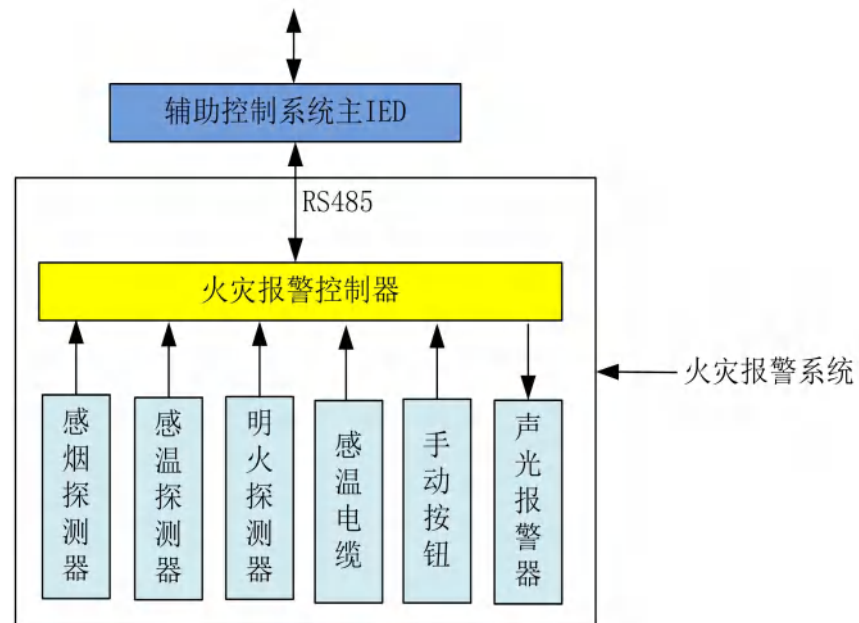 辅助控制系统主IED
RS485
火灾报警控制器
火灾报警系统
感烟探测器
感温探测器
明火探测器
感温电缆
手动按钮
声光报警器